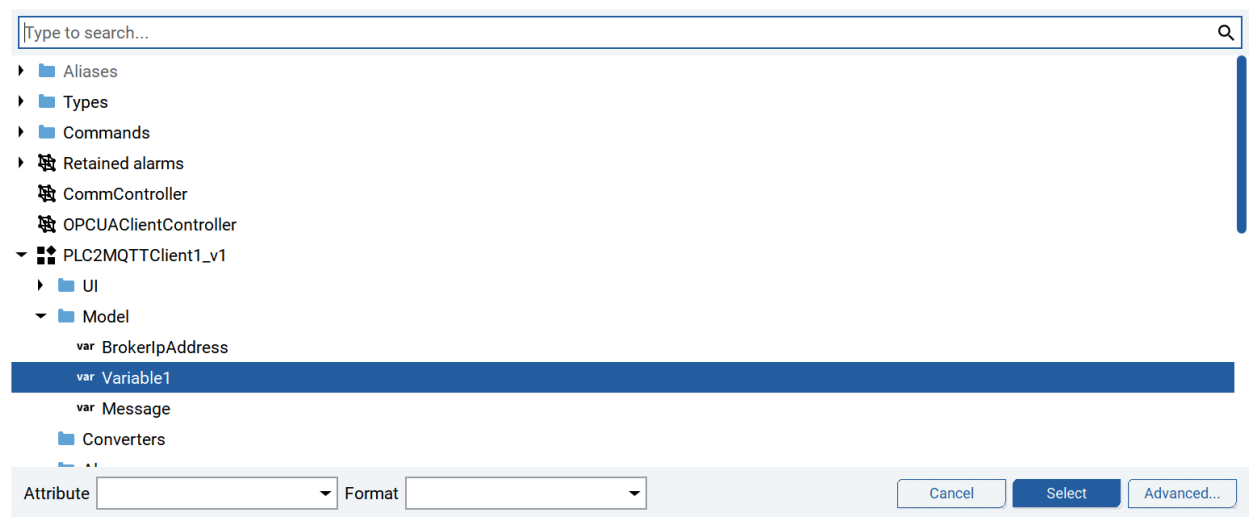 Type to search...
Aliases
Types
Commands
Retained alarms
CommController
OPCUAClientController
PLC2MQTTClient1_v1
UI
Model
var BrokerIpAddress
var Variable1
var Message
Converters
Attribute Format Cancel Select Advanced...